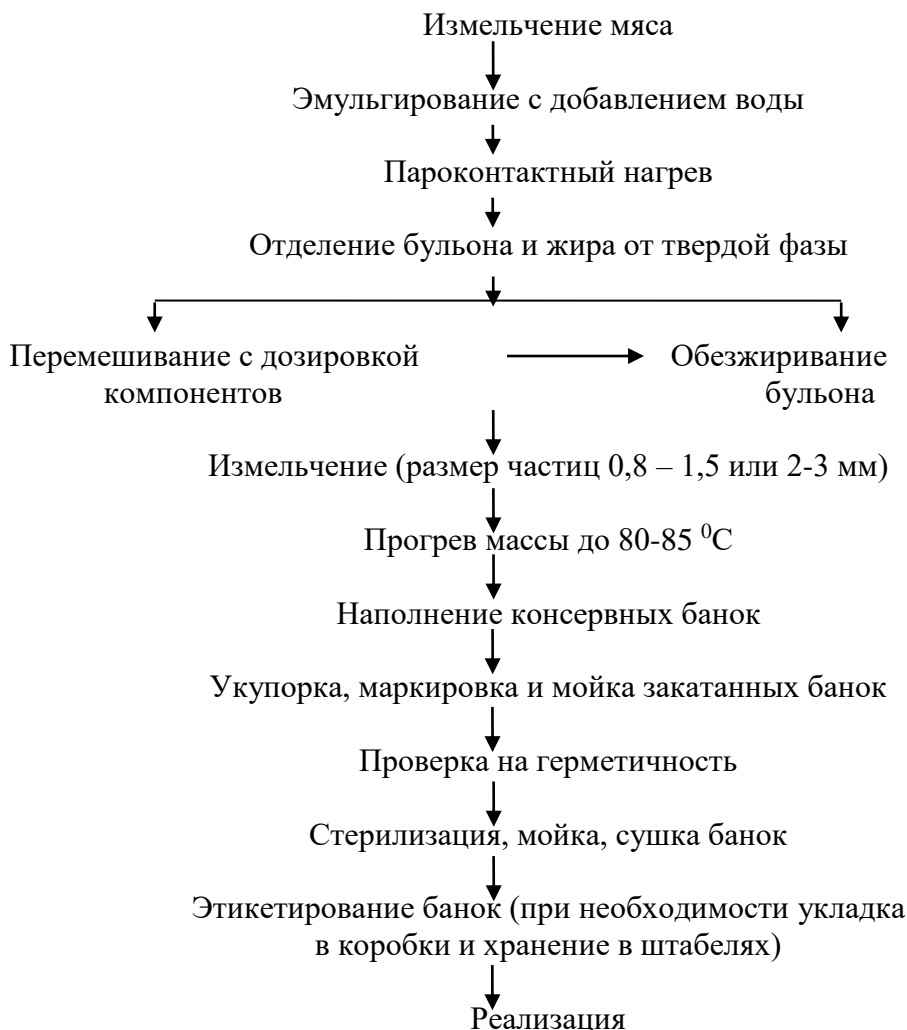 Измельчение мяса
Эмульгирование с добавлением воды
Пароконтактный нагрев
Отделение бульона и жира от твердой фазы
Перемешивание с дозировкой
компонентов
Обезжиривание
бульона
Измельчение (размер частиц 0,8 – 1,5 или 2-3 мм)
Прогрев массы до 80-85 ⁰С
Наполнение консервных банок
Укупорка, маркировка и мойка закатанных банок
Проверка на герметичность
Стерилизация, мойка, сушка банок
Этикетирование банок (при необходимости укладка
в коробки и хранение в штабелях)
Реализация